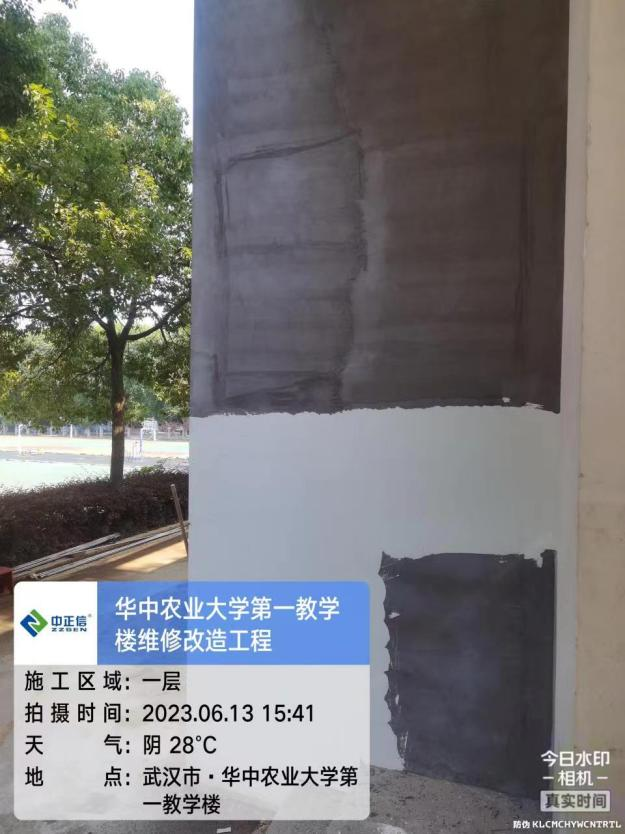 中正信®
ZZSEN
华中农业大学第一教学
楼维修改造工程
施工区域：一层
拍摄时间：2023.06.13 15:41
天气：阴 28℃
地点：武汉市·华中农业大学第
一教学楼
今日水印
相机
真实时间
防伪 KLCMCHYWCNTRTL